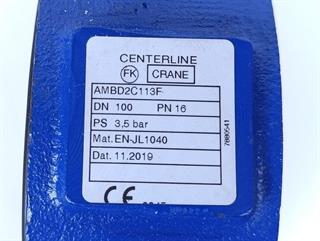 CENTERLINE
FK CRANE
AMBD2C113F
DN 100 PN 16
PS 3,5 bar
Mat.EN-JL1040
Dat. 11.2019
CE
7880541